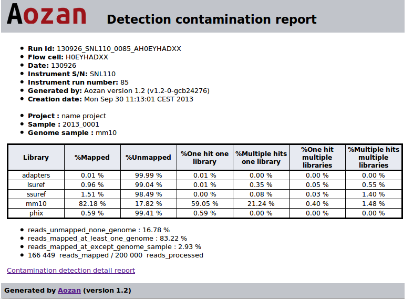 Aozan Detection contamination report
Run Id: 130926_SNL110_0085_AH0EYHADXX
Flow cell: H0EYHADXX
Date: 130926
Instrument S/N: SNL110
Instrument run number: 85
Generated by: Aozan version 1.2 (v1.2-0-gcb24276)
Creation date: Mon Sep 30 11:13:01 CEST 2013
Project : name project
Sample : 2013_0001
Genome sample : mm10
Library %Mapped %Unmapped %One hit one library %Multiple hits one library %One hit multiple libraries %Multiple hits multiple libraries
adapters 0.01 % 99.99 % 0.01 % 0.00 % 0.00 % 0.00 %
lsuref 0.96 % 99.04 % 0.01 % 0.35 % 0.05 % 0.55 %
ssuref 1.51 % 98.49 % 0.00 % 0.08 % 0.03 % 1.40 %
mm10 82.18 % 17.82 % 59.05 % 21.24 % 0.40 % 1.48 %
phix 0.59 % 99.41 % 0.59 % 0.00 % 0.00 % 0.00 %
reads_unmapped_none_genome : 16.78 %
reads_mapped_at_least_one_genome : 83.22 %
reads_mapped_at_except_genome_sample : 2.93 %
166 449 reads_mapped / 200 000 reads_processed
Contamination detection detail report
Generated by Aozan (version 1.2)